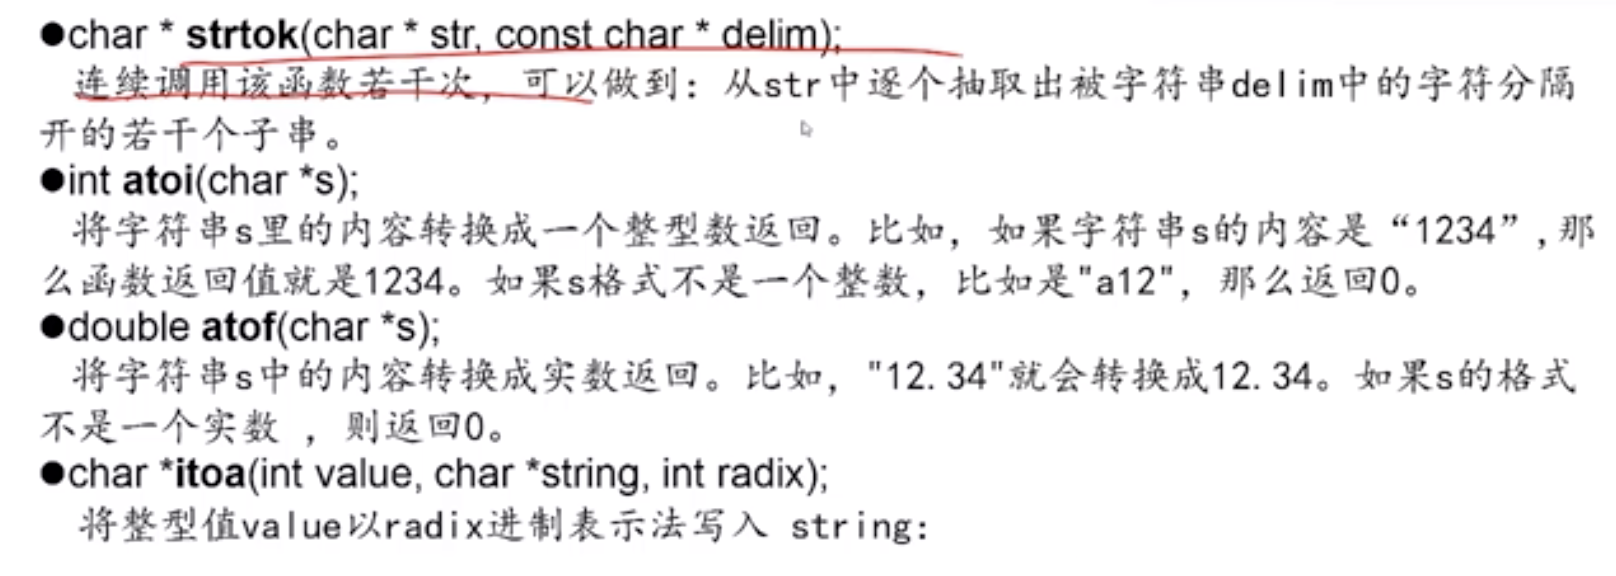 ●char * strtok(char * str, const char * delim);
连续调用该函数若干次，可以做到：从str中逐个抽取出被字符串delim中的字符分隔
开的若干个子串。
●int atoi(char *s);
将字符串s里的内容转换成一个整型数返回。比如，如果字符串s的内容是“1234”,那
么函数返回值就是1234。如果s格式不是一个整数，比如是"a12"，那么返回0。
●double atof(char *s);
将字符串s中的内容转换成实数返回。比如，"12.34"就会转换成12.34。如果s的格式
不是一个实数 ，则返回0。
●char *itoa(int value, char *string, int radix);
将整型值value以radix进制表示法写入 string：